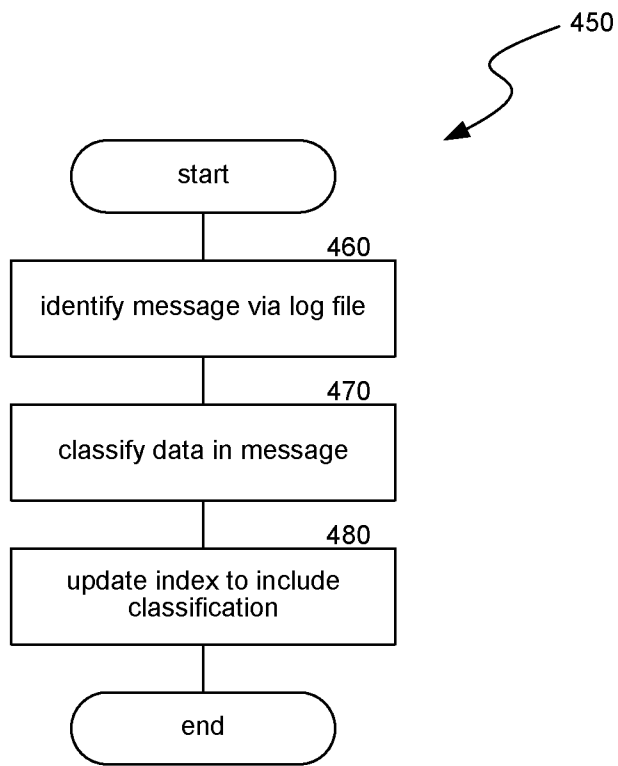 450
start
460
identify message via log file
470
classify data in message
480
update index to include
classification
end